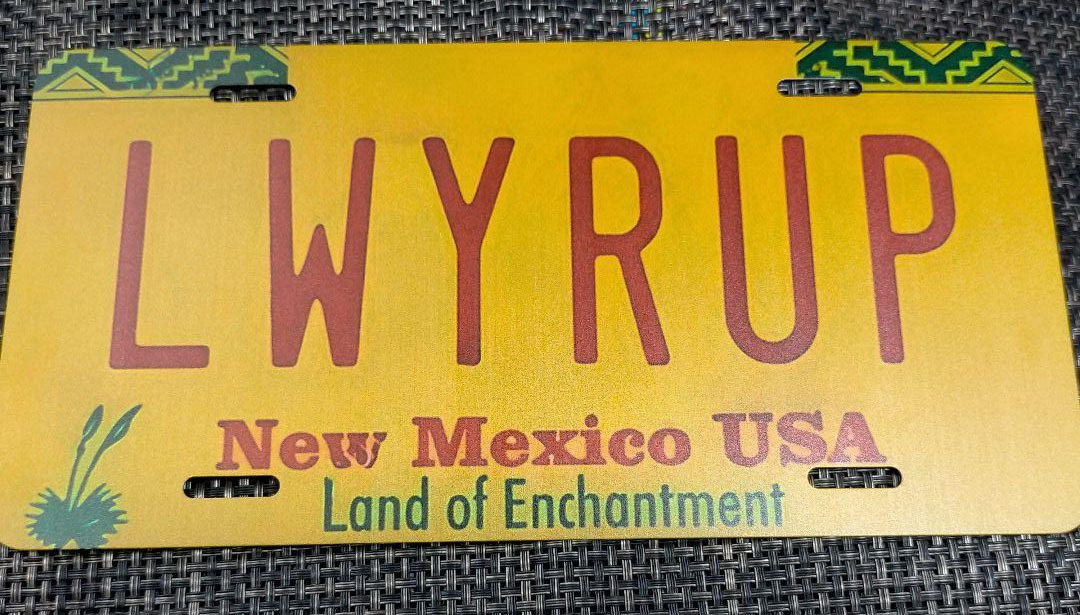 LWYRUP
New Mexico USA
Land of Enchantment